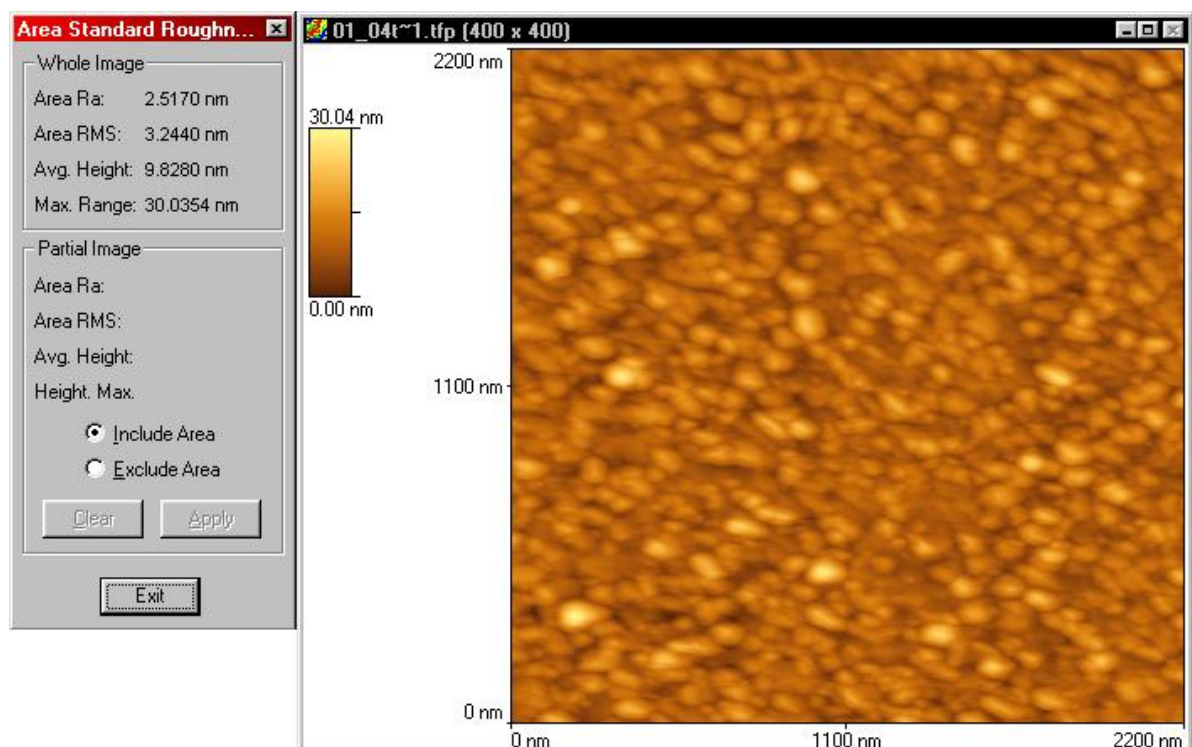 Area Standard Roughn...
Whole Image
Area Ra: 2.5170 nm
Area RMS: 3.2440 nm
Avg. Height: 9.8280 nm
Max. Range: 30.0354 nm
Partial Image
Area Ra:
Area RMS:
Avg. Height:
Height. Max.
Include Area
Exclude Area
Clear Apply
Exit
01_04t~1.tfp (400 x 400)
30.04 nm
0.00 nm
2200 nm
1100 nm
0 nm
0 nm 1100 nm 2200 nm